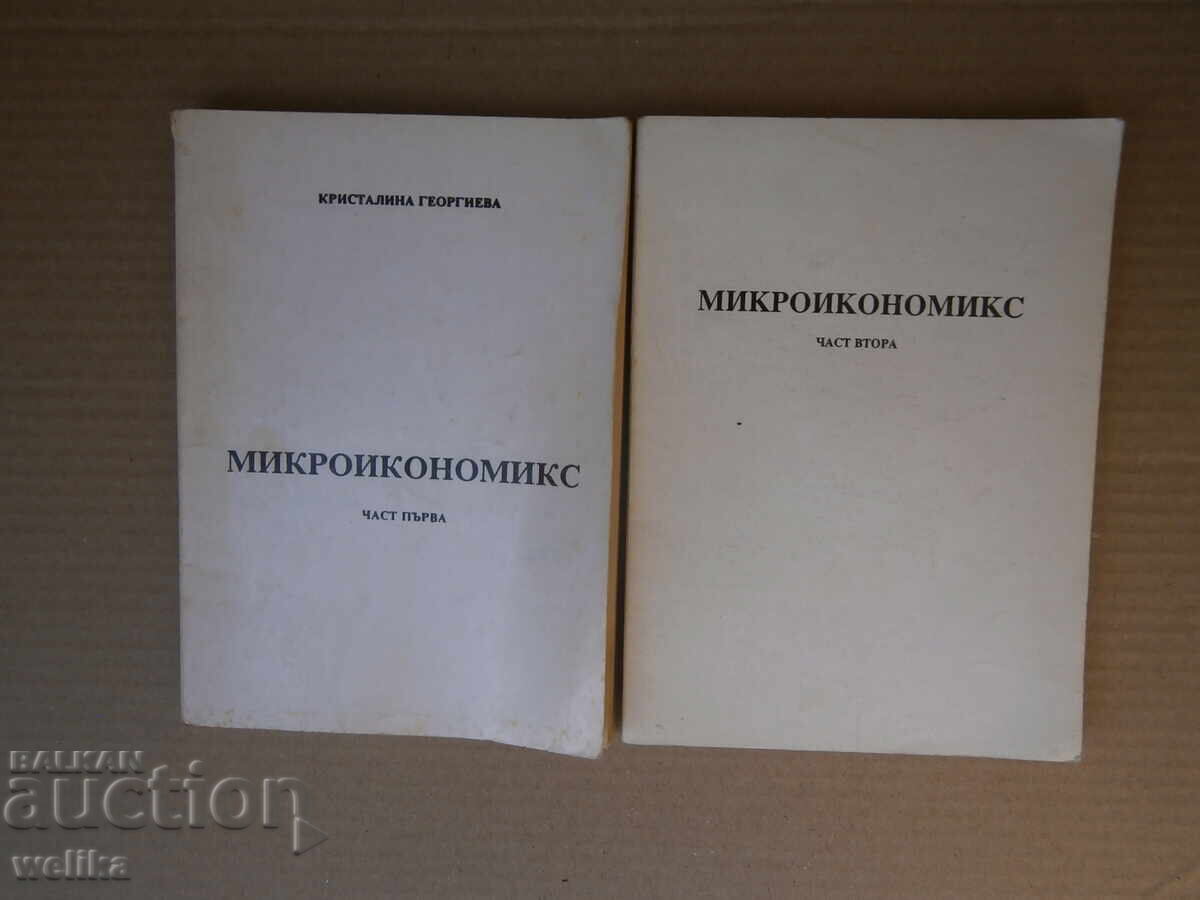 КРИСТАЛИНА ГЕОРГИЕВА
МИКРОИКОНОМИКС
ЧАСТ ПЪРВА
МИКРОИКОНОМИКС
ЧАСТ ВТОРА
BALKAN
auction
welika